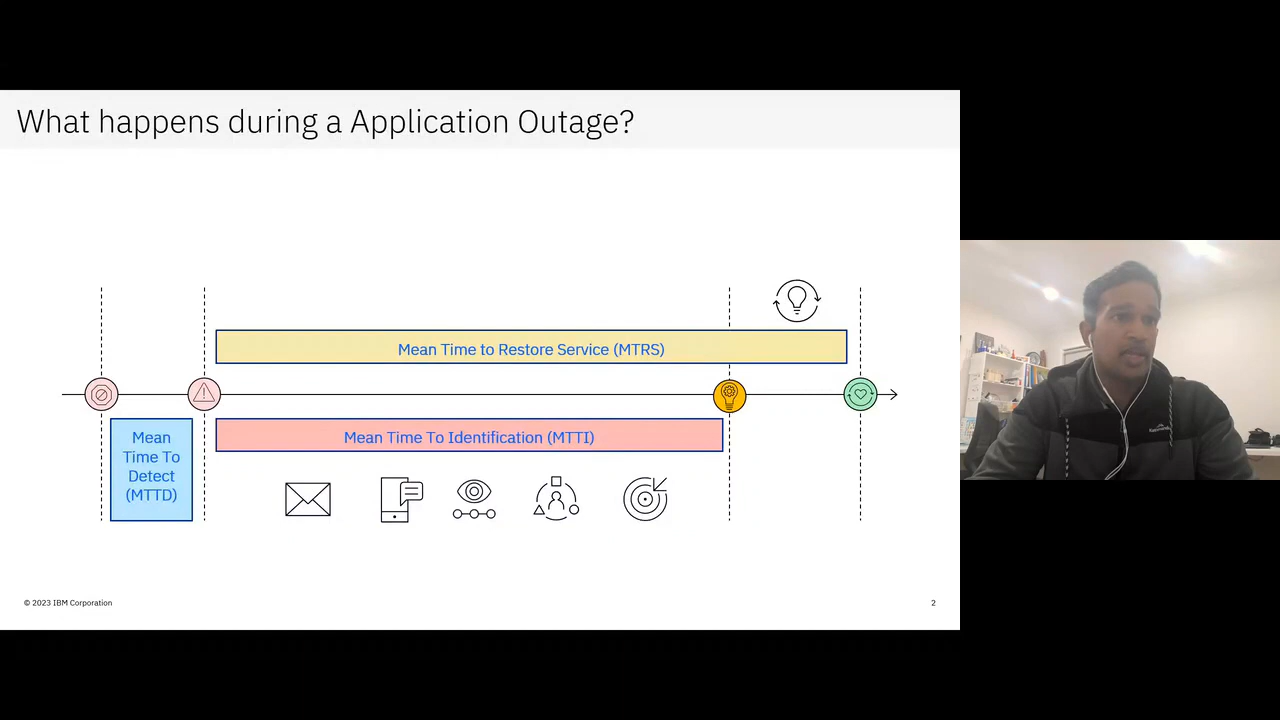 What happens during a Application Outage?
Mean Time to Restore Service (MTRS)
Mean Time To Identification (MTTI)
Mean
Time To
Detect
(MTTD)
© 2023 IBM Corporation
2